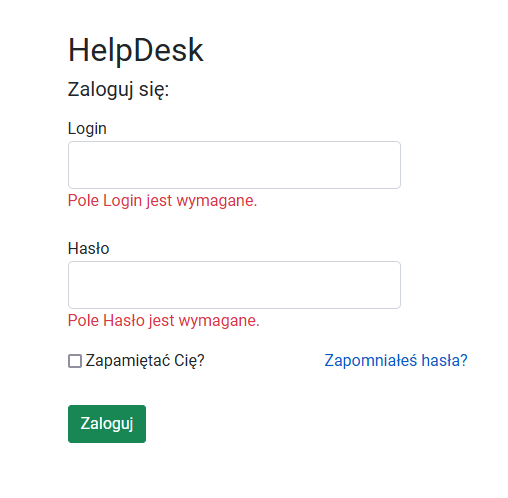 HelpDesk
Zaloguj się:
Login
Pole Login jest wymagane.
Hasło
Pole Hasło jest wymagane.
Zapamiętać Cię? Zapomniałeś hasła?
Zaloguj